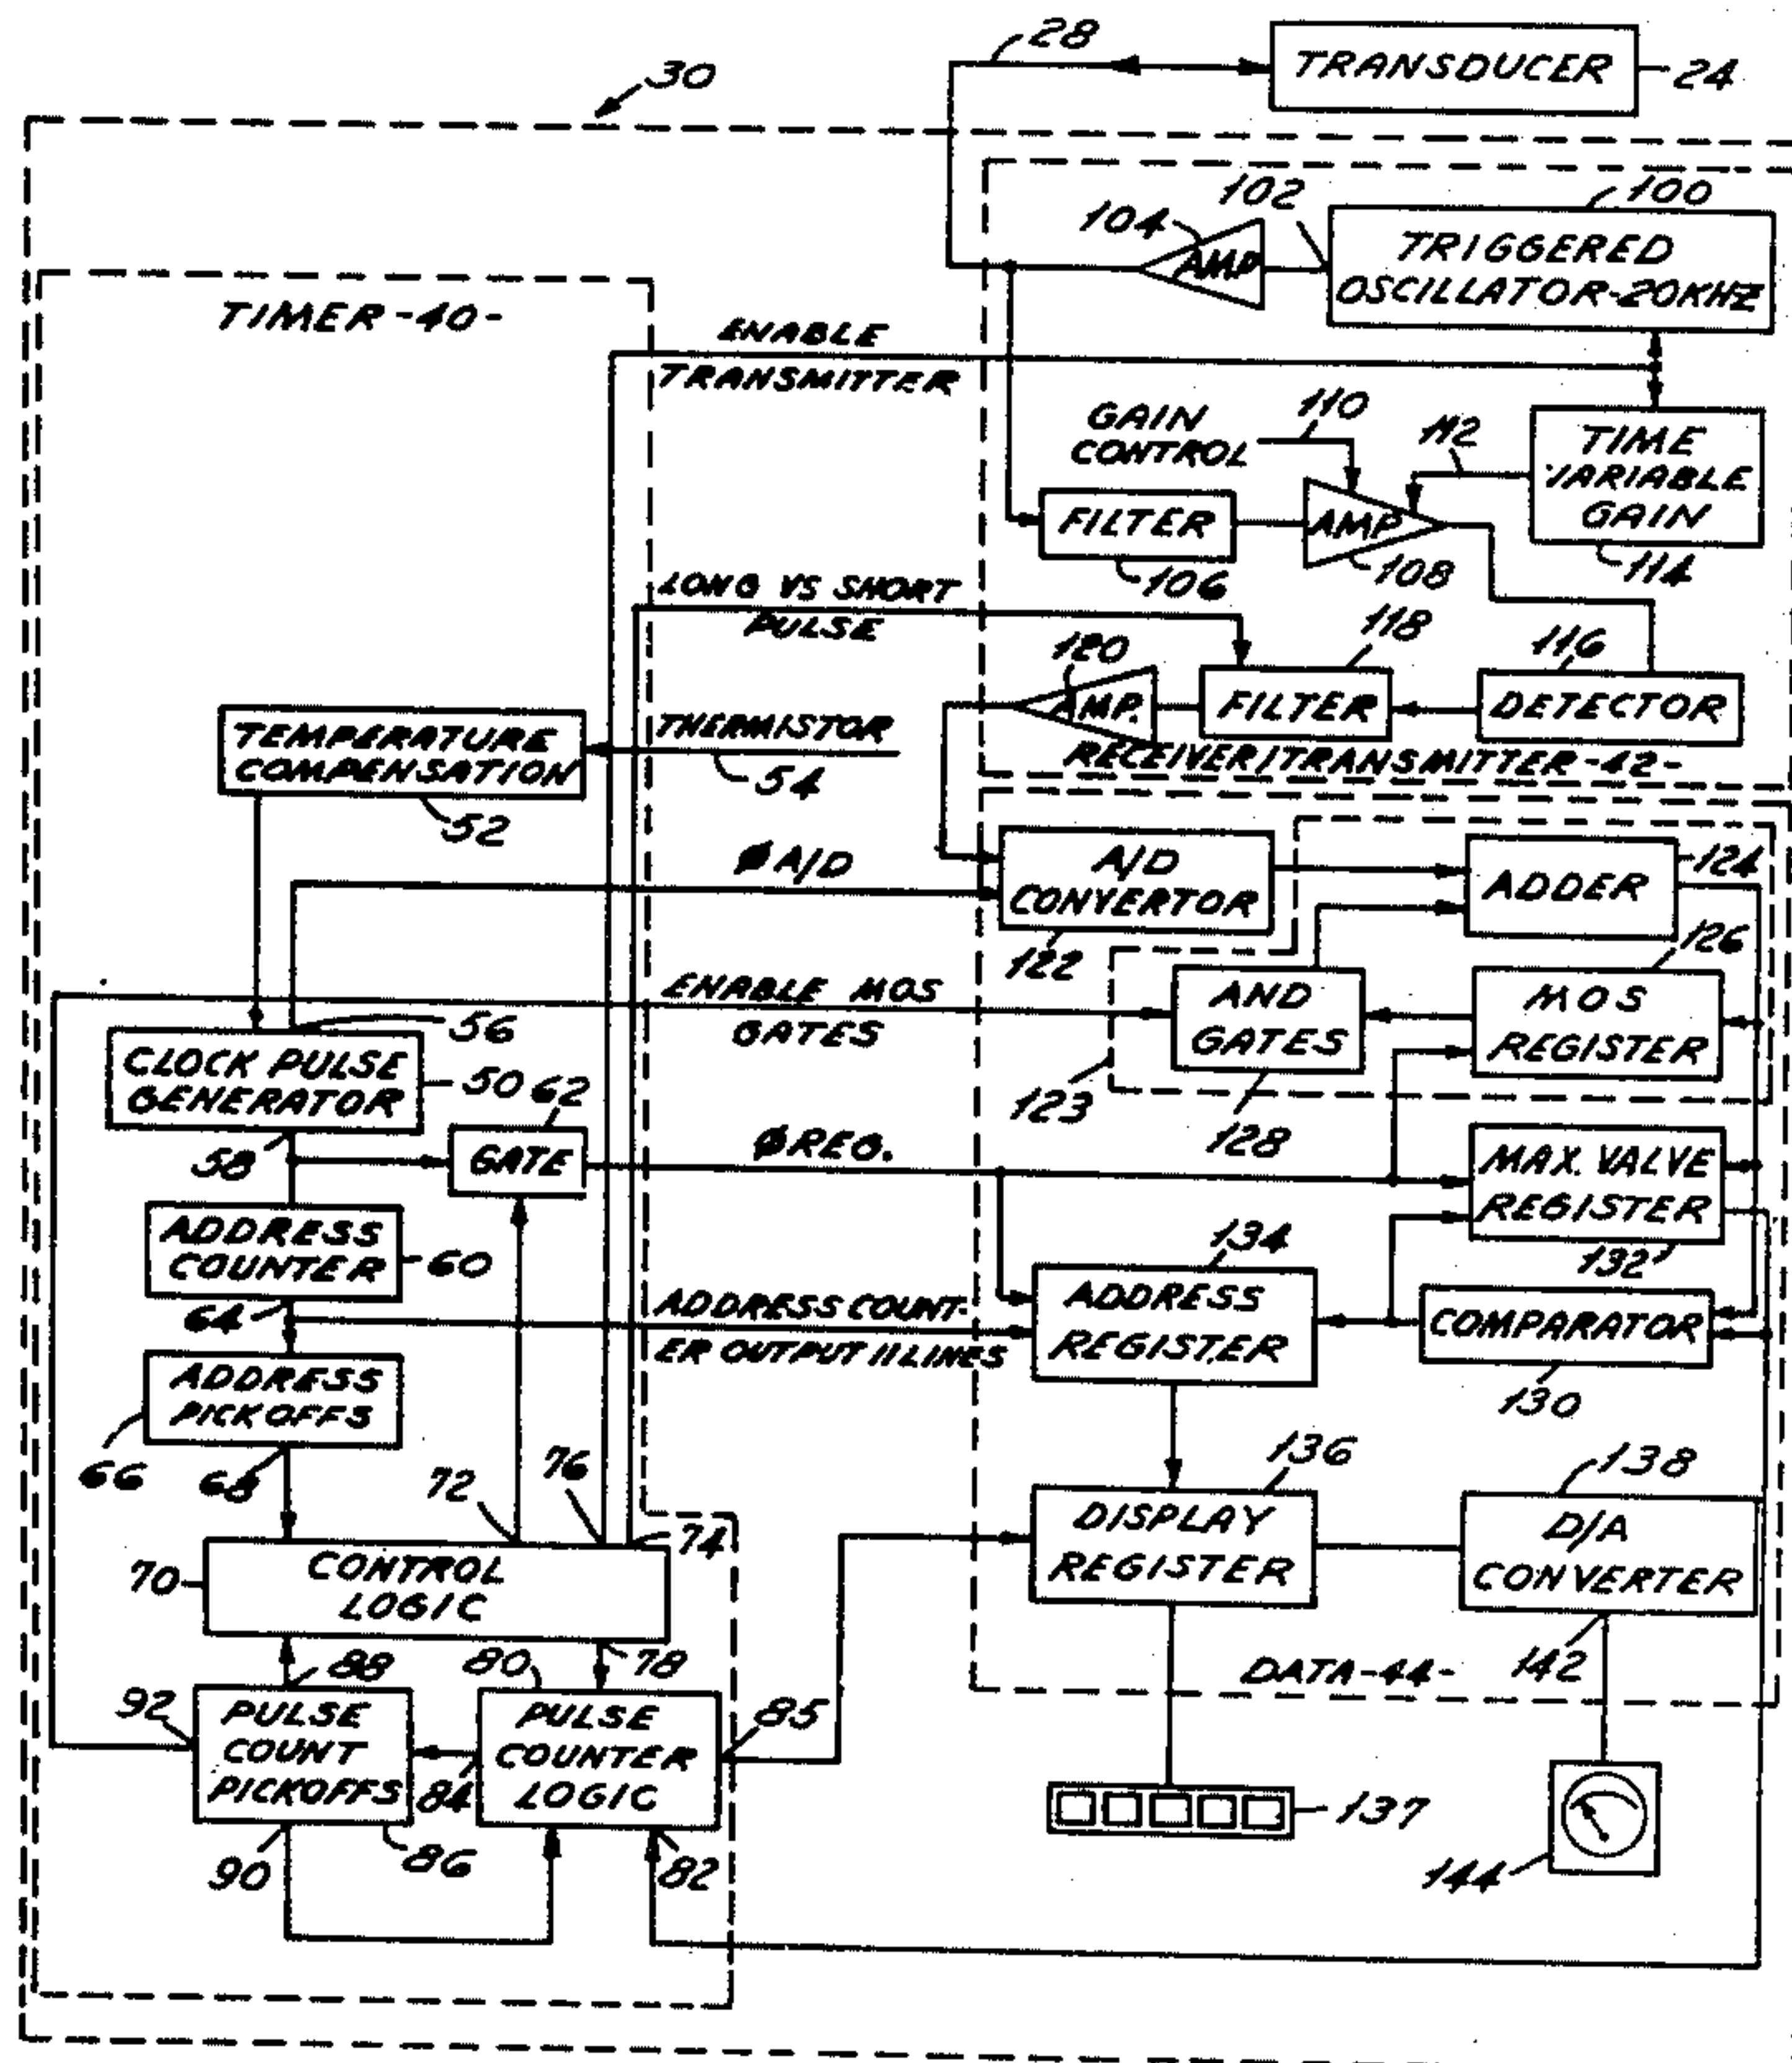 28
TRANSDUCER
24
30
102
100
104
AMP
TRIGGERED
OSCILLATOR-20KHZ
TIMER-40-
ENABLE
TRANSMITTER
GAIN
CONTROL
110
112
TIME
VARIABLE
GAIN
114
FILTER
106
AMP
108
LONG VS SHORT
PULSE
118
116
120
AMP.
FILTER
DETECTOR
RECEIVER/TRANSMITTER-42-
TEMPERATURE
COMPENSATION
52
THERMISTOR
54
ØA/D
A/D
CONVERTOR
122
ADDER
124
126
ENABLE MOS
GATES
AND
GATES
128
MOS
REGISTER
123
56
CLOCK PULSE
GENERATOR
50
62
58
GATE
ØREG.
MAX. VALVE
REGISTER
132
ADDRESS
COUNTER
60
64
134
ADDRESS COUNT-
ER OUTPUT 11 LINES
ADDRESS
REGISTER
COMPARATOR
130
ADDRESS
PICKOFFS
66
68
72
76
74
136
138
DISPLAY
REGISTER
D/A
CONVERTER
142
70
CONTROL
LOGIC
88
80
78
DATA-44-
92
PULSE
COUNT
PICKOFFS
84
PULSE
COUNTER
LOGIC
85
90
86
82
137
144